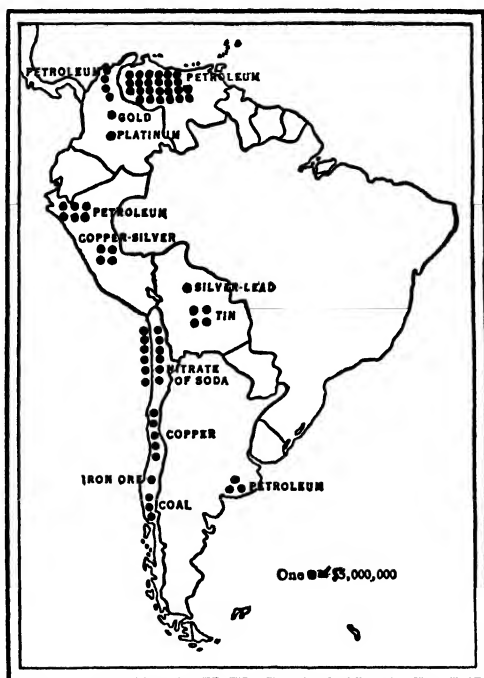 PETROLEUM
PETROLEUM
GOLD
PLATINUM
PETROLEUM
COPPER-SILVER
SILVER-LEAD
TIN
NITRATE
OF SODA
COPPER
IRON ORE
COAL
PETROLEUM
One ●= $5,000,000